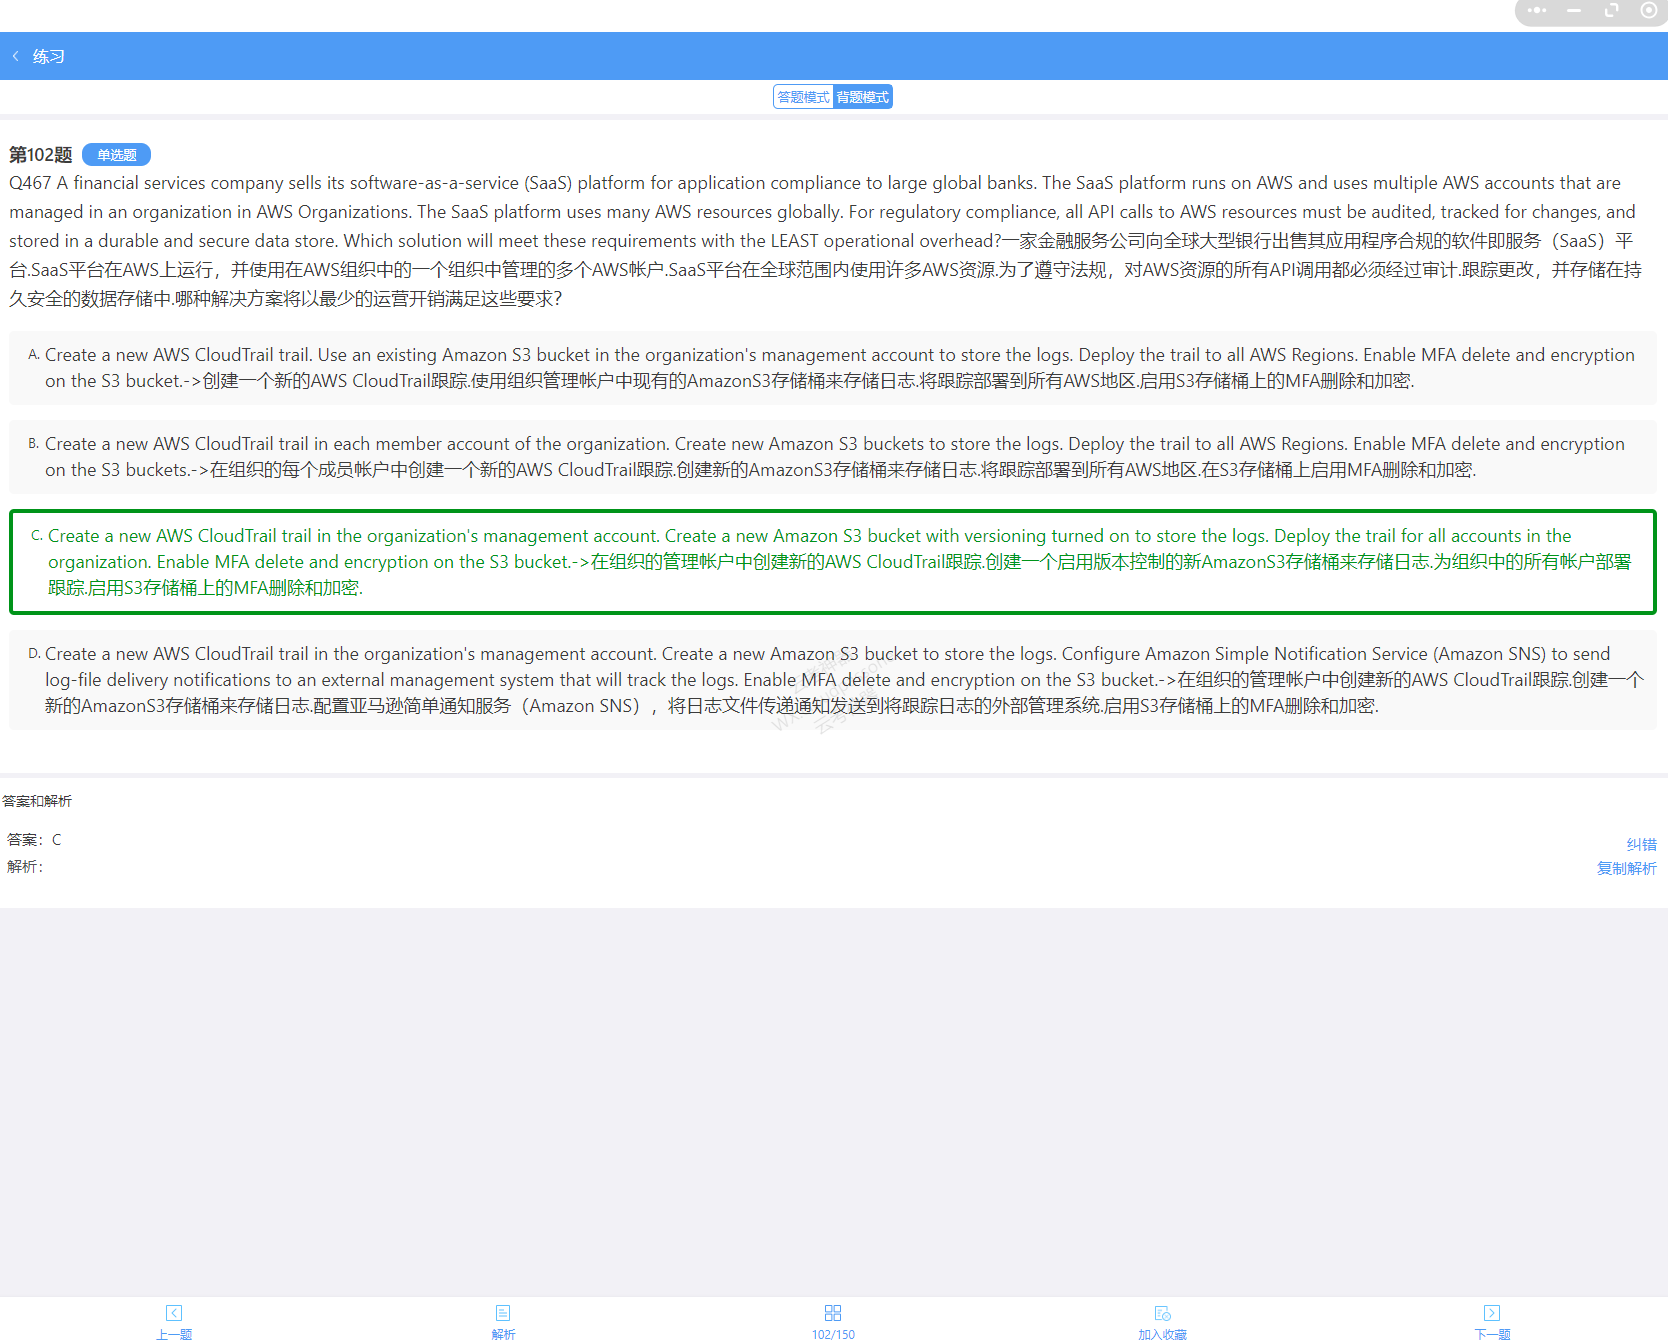 练习
答题模式 背题模式
第102题 单选题
Q467 A financial services company sells its software-as-a-service (SaaS) platform for application compliance to large global banks. The SaaS platform runs on AWS and uses multiple AWS accounts that are
managed in an organization in AWS Organizations. The SaaS platform uses many AWS resources globally. For regulatory compliance, all API calls to AWS resources must be audited, tracked for changes, and
stored in a durable and secure data store. Which solution will meet these requirements with the LEAST operational overhead?一家金融服务公司向全球大型银行出售其应用程序合规的软件即服务（SaaS）平
台.SaaS平台在AWS上运行，并使用在AWS组织中的一个组织中管理的多个AWS帐户.SaaS平台在全球范围内使用许多AWS资源.为了遵守法规，对AWS资源的所有API调用都必须经过审计.跟踪更改，并存储在持
久安全的数据存储中.哪种解决方案将以最少的运营开销满足这些要求?
A. Create a new AWS CloudTrail trail. Use an existing Amazon S3 bucket in the organization's management account to store the logs. Deploy the trail to all AWS Regions. Enable MFA delete and encryption
on the S3 bucket.->创建一个新的AWS CloudTrail跟踪.使用组织管理帐户中现有的AmazonS3存储桶来存储日志.将跟踪部署到所有AWS地区.启用S3存储桶上的MFA删除和加密.
B. Create a new AWS CloudTrail trail in each member account of the organization. Create new Amazon S3 buckets to store the logs. Deploy the trail to all AWS Regions. Enable MFA delete and encryption
on the S3 buckets.->在组织的每个成员帐户中创建一个新的AWS CloudTrail跟踪.创建新的AmazonS3存储桶来存储日志.将跟踪部署到所有AWS地区.在S3存储桶上启用MFA删除和加密.
C. Create a new AWS CloudTrail trail in the organization's management account. Create a new Amazon S3 bucket with versioning turned on to store the logs. Deploy the trail for all accounts in the
organization. Enable MFA delete and encryption on the S3 bucket.->在组织的管理帐户中创建新的AWS CloudTrail跟踪.创建一个启用版本控制的新AmazonS3存储桶来存储日志.为组织中的所有帐户部署
跟踪.启用S3存储桶上的MFA删除和加密.
D. Create a new AWS CloudTrail trail in the organization's management account. Create a new Amazon S3 bucket to store the logs. Configure Amazon Simple Notification Service (Amazon SNS) to send
log-file delivery notifications to an external management system that will track the logs. Enable MFA delete and encryption on the S3 bucket.->在组织的管理帐户中创建新的AWS CloudTrail跟踪.创建一个
新的AmazonS3存储桶来存储日志.配置亚马逊简单通知服务（Amazon SNS），将日志文件传递通知发送到将跟踪日志的外部管理系统.启用S3存储桶上的MFA删除和加密.
答案和解析
答案：C
纠错
解析：
复制解析
上一题 解析 102/150 加入收藏 下一题